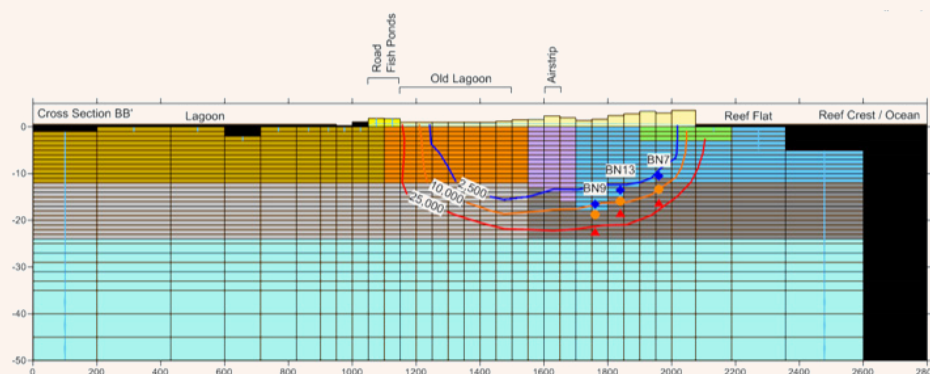 Road
Fish Ponds
Old Lagoon
Airstrip
Cross Section BB'
Lagoon
Reef Flat
Reef Crest / Ocean
0
-10
-20
-30
-40
-50
2,500
10,000
25,000
BN9
BN13
BN7
0 200 400 600 800 1000 1200 1400 1600 1800 2000 2200 2400 2600 2800